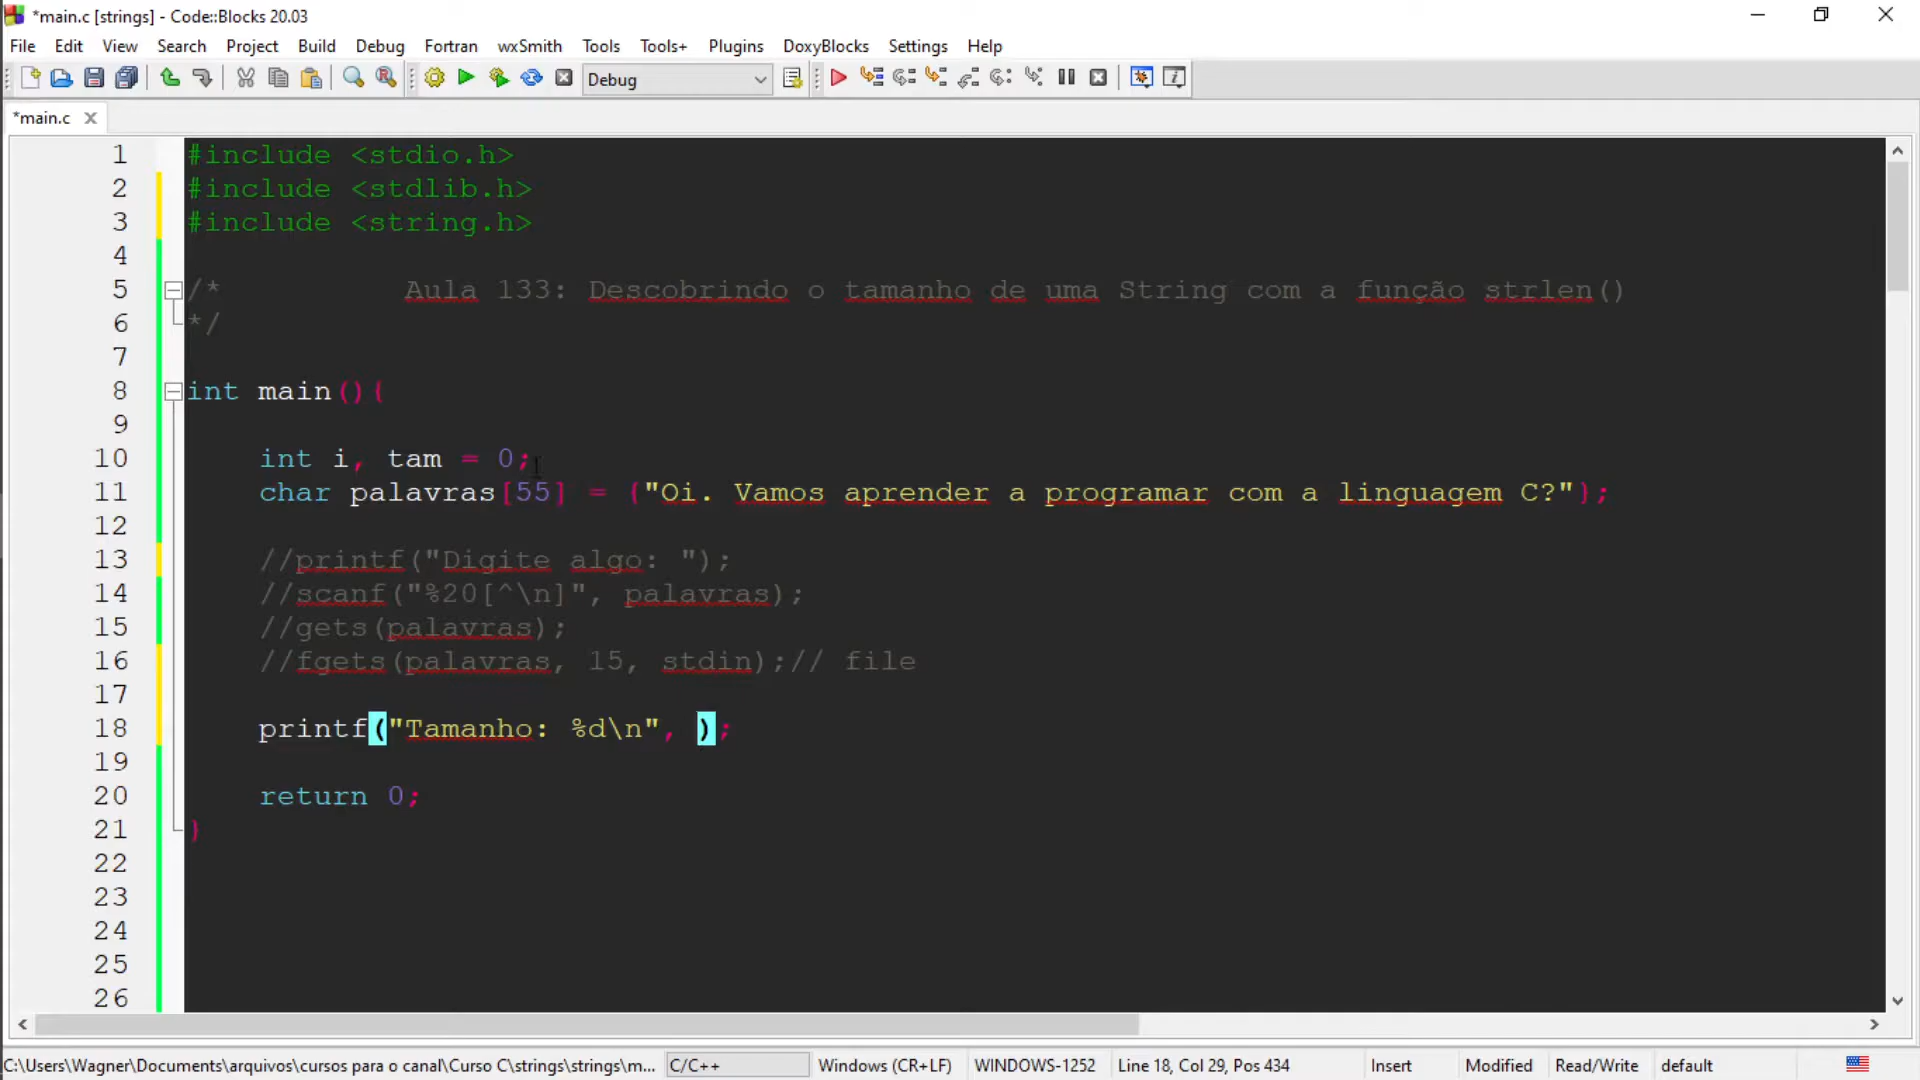 *main.c [strings] - Code::Blocks 20.03
File Edit View Search Project Build Debug Fortran wxSmith Tools Tools+ Plugins DoxyBlocks Settings Help
Debug
*main.c
1 #include <stdio.h>
2 #include <stdlib.h>
3 #include <string.h>
4
5 /* Aula 133: Descobrindo o tamanho de uma String com a função strlen()
6 */
7
8 int main(){
9
10 int i, tam = 0;
11 char palavras[55] = {"Oi. Vamos aprender a programar com a linguagem C?"};
12
13 //printf("Digite algo: ");
14 //scanf("%20[^\n]", palavras);
15 //gets(palavras);
16 //fgets(palavras, 15, stdin);// file
17
18 printf("Tamanho: %d\n", );
19
20 return 0;
21 }
22
23
24
25
26
C:\Users\Wagner\Documents\arquivos\cursos para o canal\Curso C\strings\strings\m... C/C++ Windows (CR+LF) WINDOWS-1252 Line 18, Col 29, Pos 434 Insert Modified Read/Write default